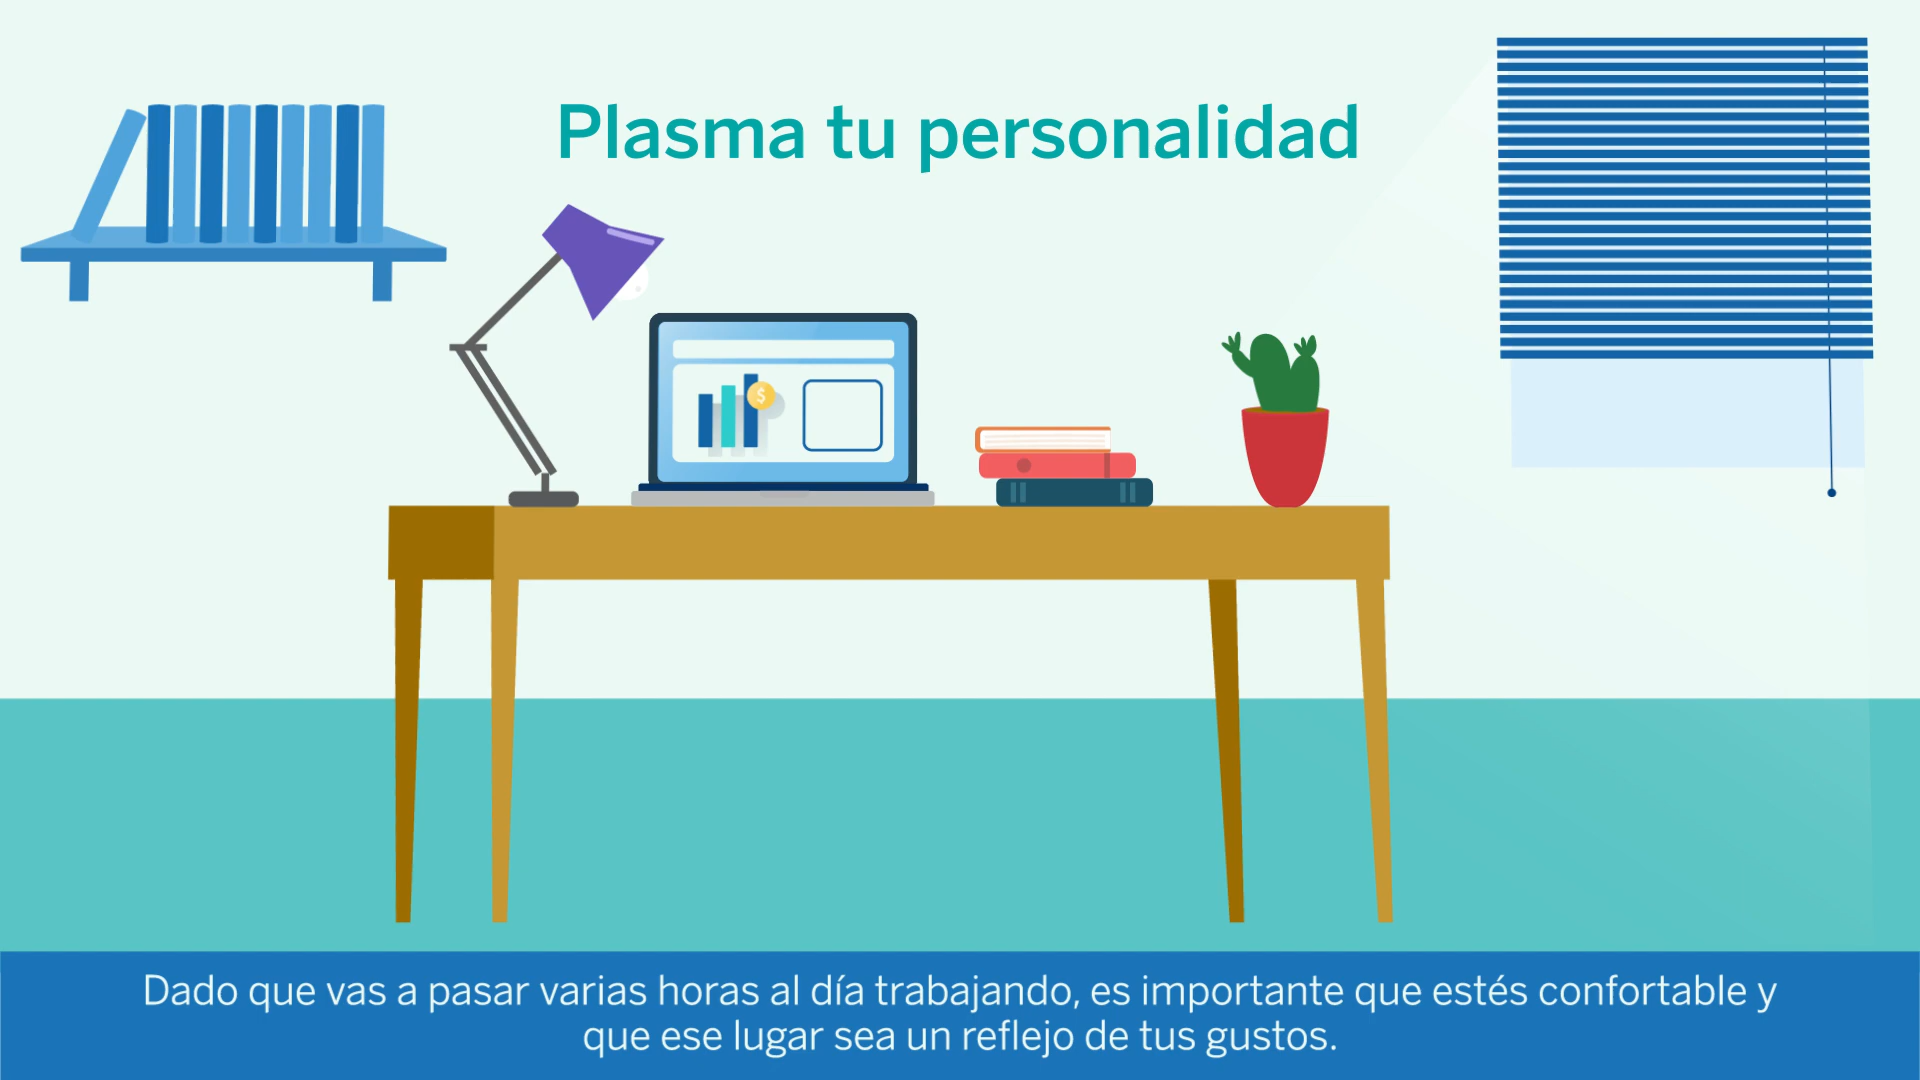 Plasma tu personalidad
$
Dado que vas a pasar varias horas al día trabajando, es importante que estés confortable y
que ese lugar sea un reflejo de tus gustos.